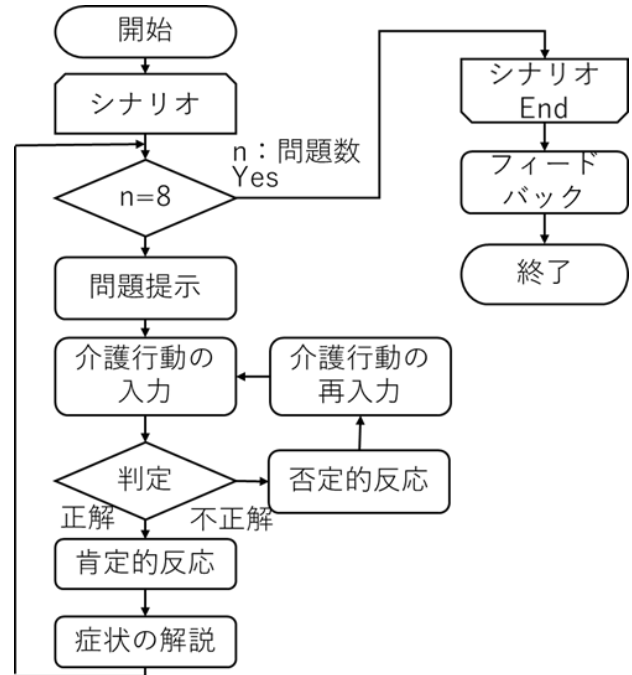 開始
シナリオ
n：問題数
Yes
n=8
問題提示
介護行動の
入力
介護行動の
再入力
判定
否定的反応
正解
不正解
肯定的反応
症状の解説
シナリオ
End
フィード
バック
終了